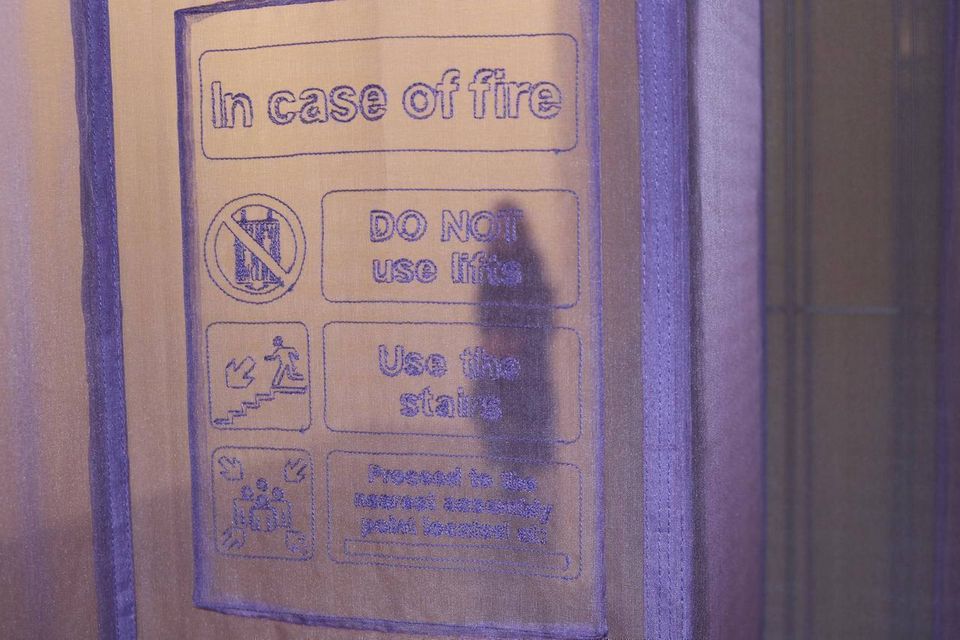 In case of fire
DO NOT
use lifts
Use the
stairs
Proceed to the
nearest assembly
point located at: